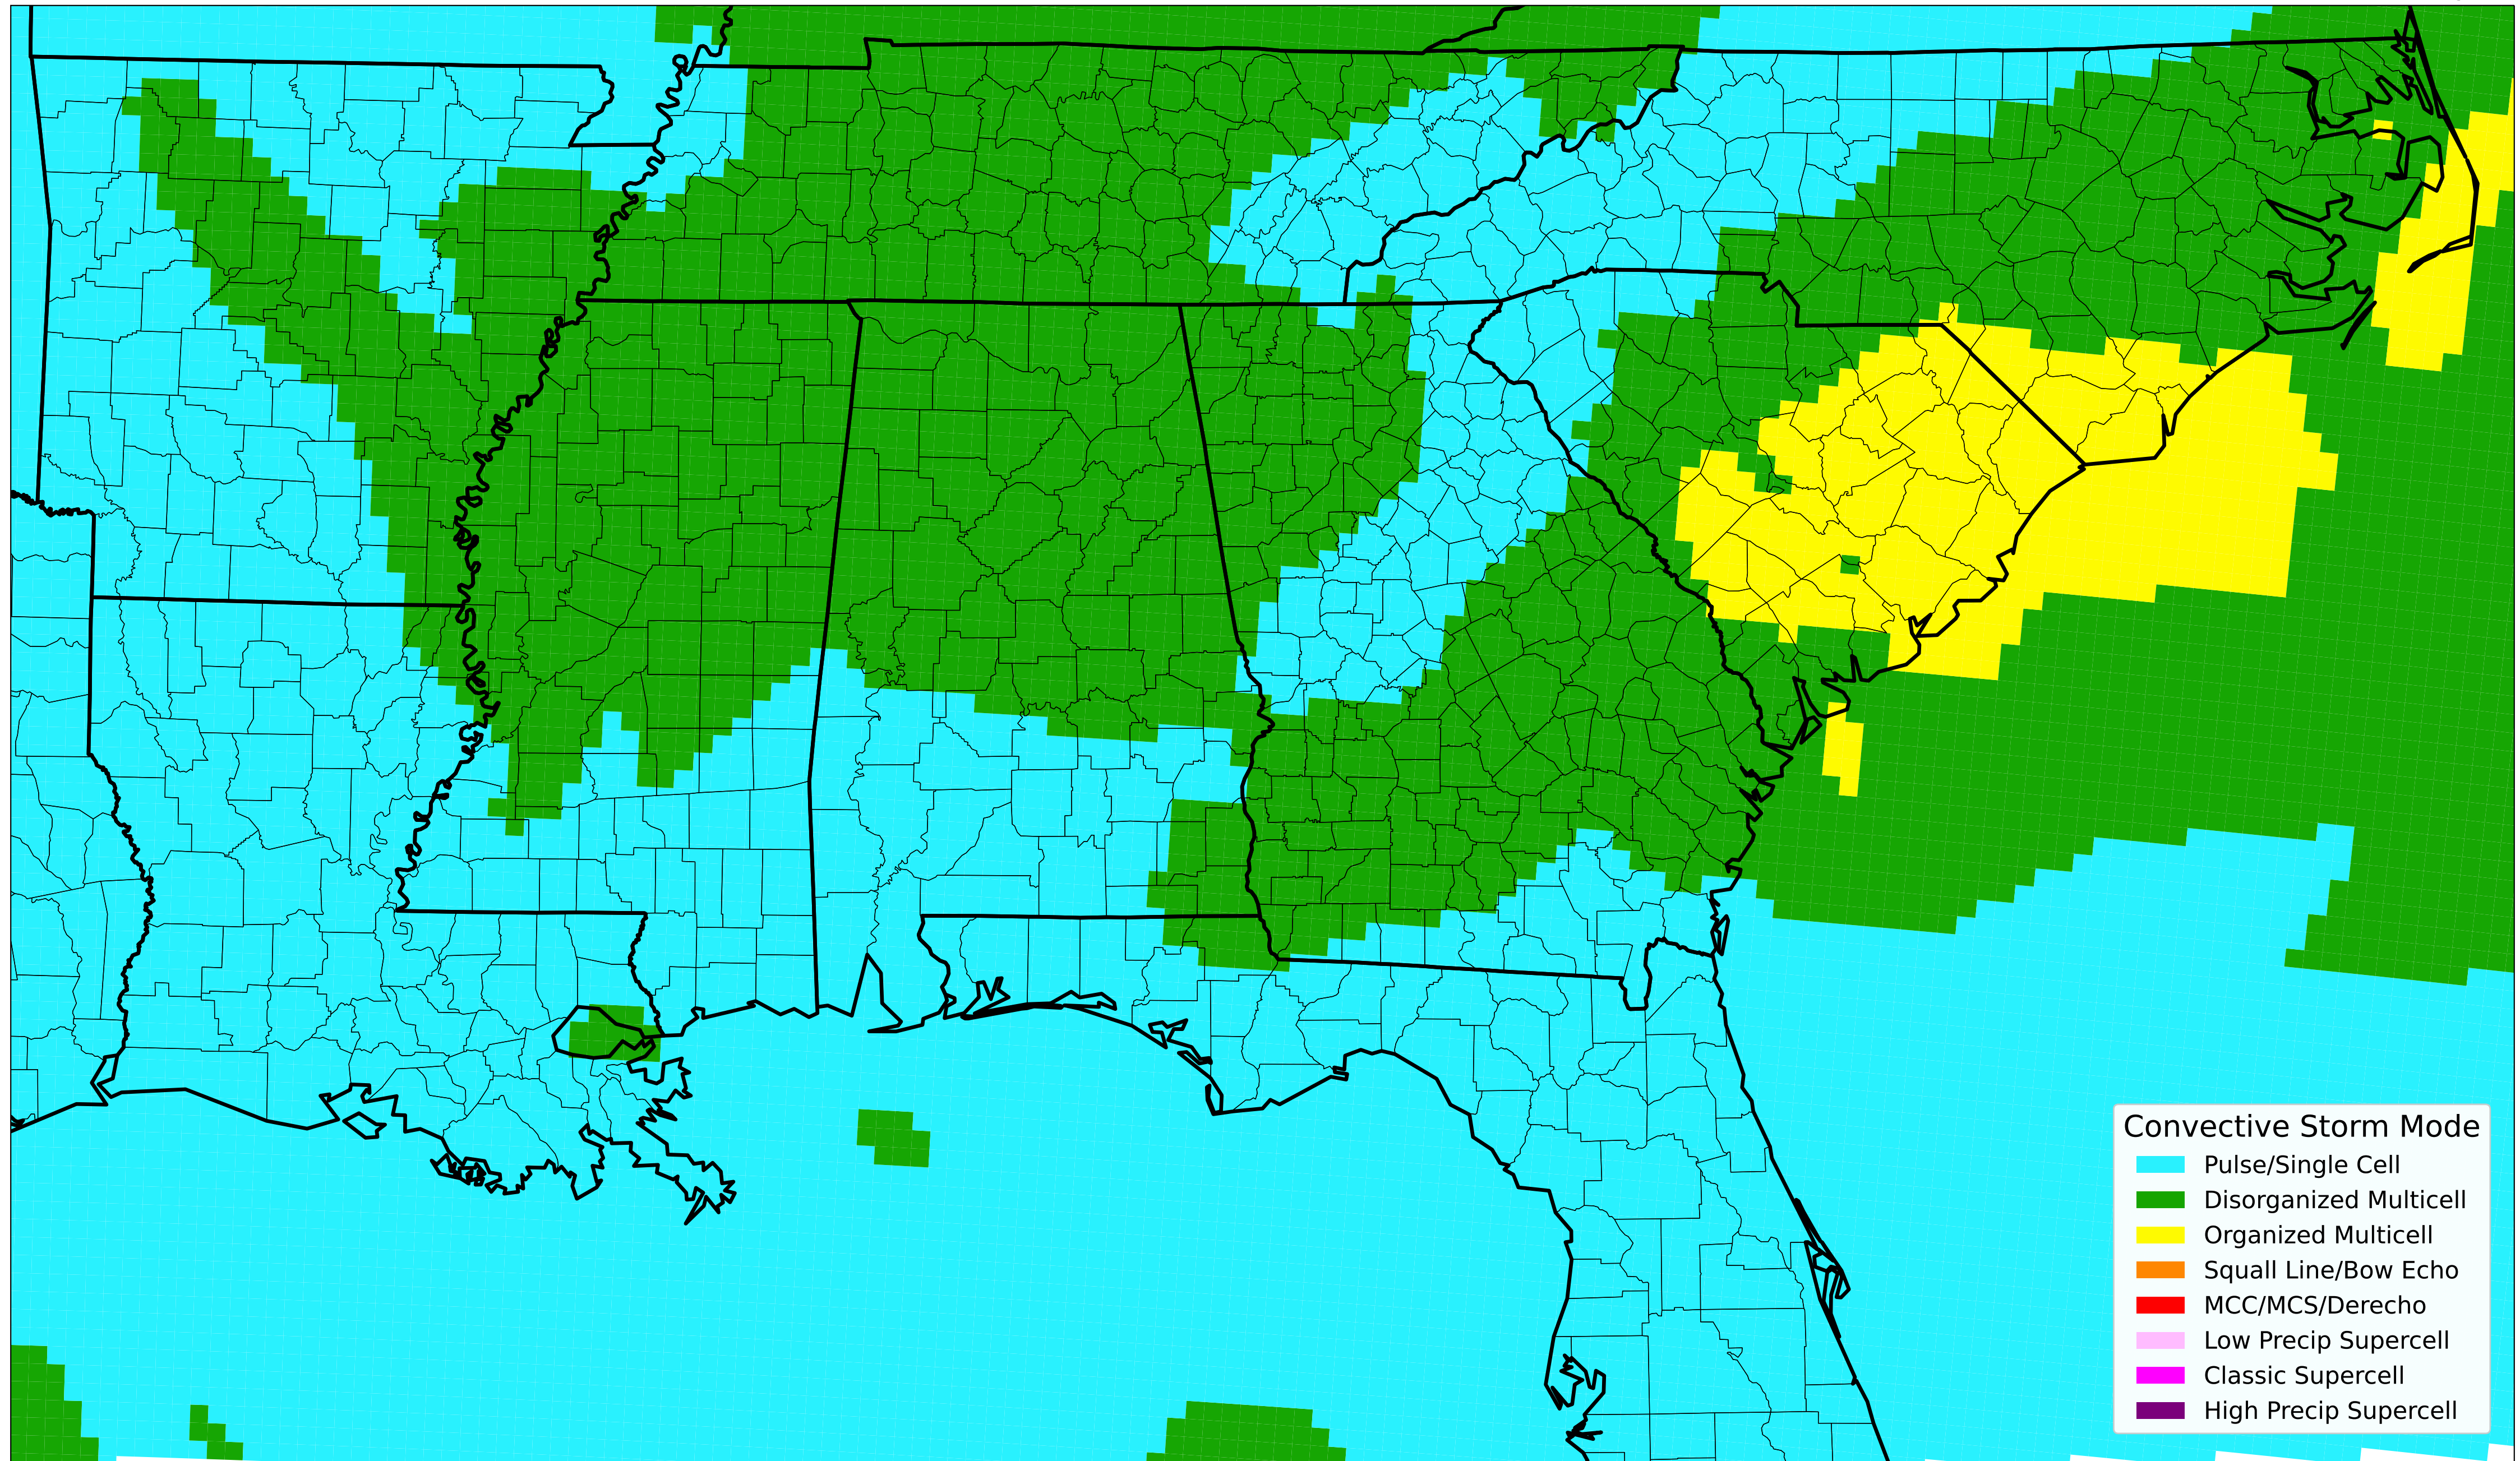 Convective Storm Mode
Pulse/Single Cell
Disorganized Multicell
Organized Multicell
Squall Line/Bow Echo
MCC/MCS/Derecho
Low Precip Supercell
Classic Supercell
High Precip Supercell